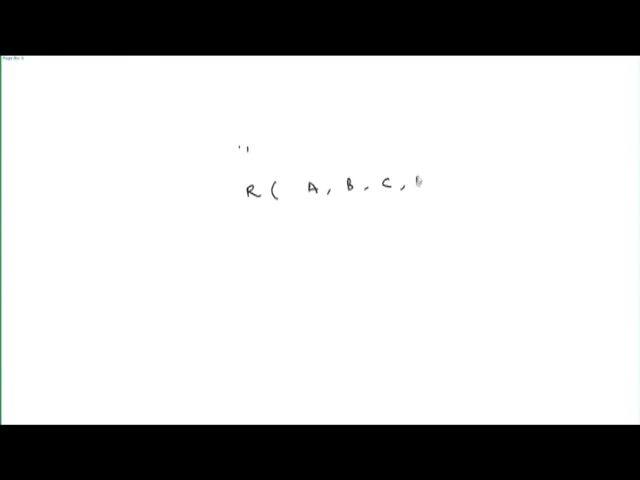 R( A, B, C,